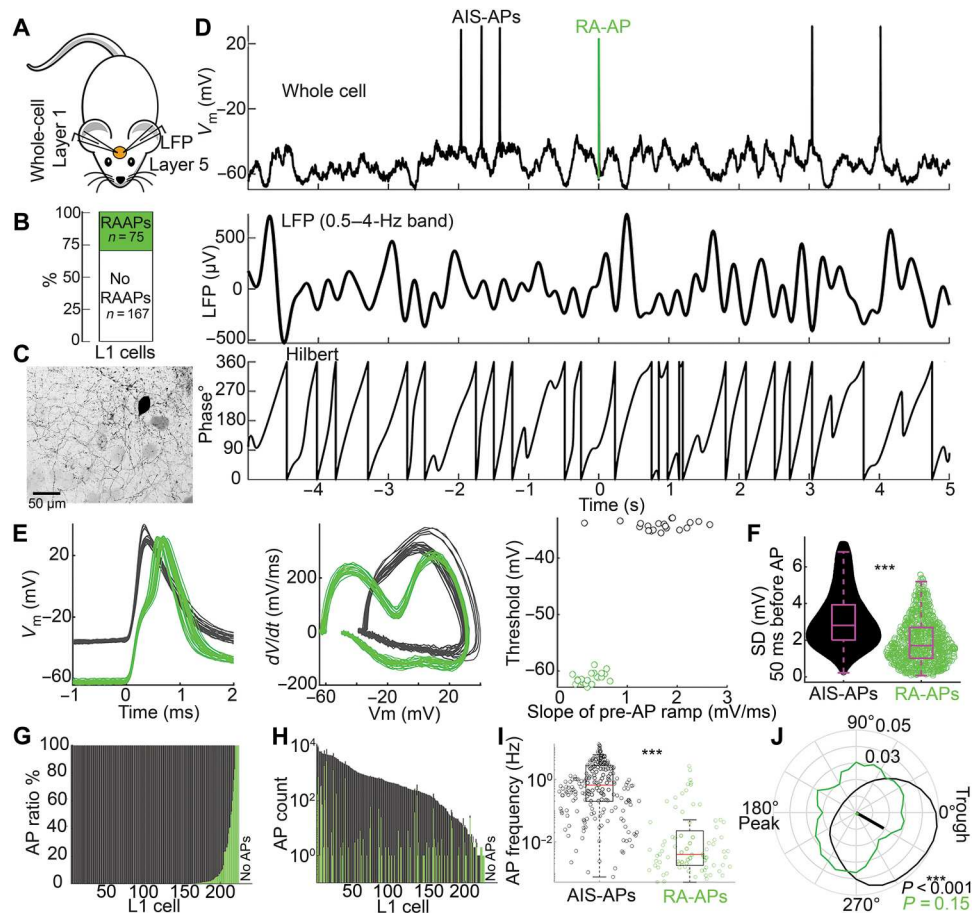 A
Whole-cell
Layer 1
LFP
Layer 5
B
100
75
50
25
0
%
RAAPs
n = 75
No
RAAPs
n = 167
L1 cells
C
50 µm
D
AIS-APs
RA-AP
Whole cell
20
−20
−60
Vm (mV)
LFP (0.5–4-Hz band)
500
0
−500
LFP (µV)
Hilbert
360
270
180
90
0
Phase°
−4
−3
−2
−1
0
1
2
3
4
5
Time (s)
E
20
−20
−60
Vm (mV)
−1
0
1
2
Time (ms)
200
0
−200
dV/dt (mV/ms)
−60
−40
−20
0
20
40
Vm (mV)
−40
−50
−60
Threshold (mV)
0
1
2
3
Slope of pre-AP ramp (mV/ms)
F
6
4
2
0
SD (mV)
50 ms before AP
***
AIS-APs
RA-APs
G
100
80
60
40
20
0
AP ratio %
50
100
150
200
No APs
L1 cell
H
10⁴
10²
10⁰
AP count
50
100
150
200
No APs
L1 cell
I
10⁰
10⁻²
AP frequency (Hz)
***
AIS-APs
RA-APs
J
90°
0.05
0.03
180°
Peak
0°
Trough
270°
***
P < 0.001
P = 0.15